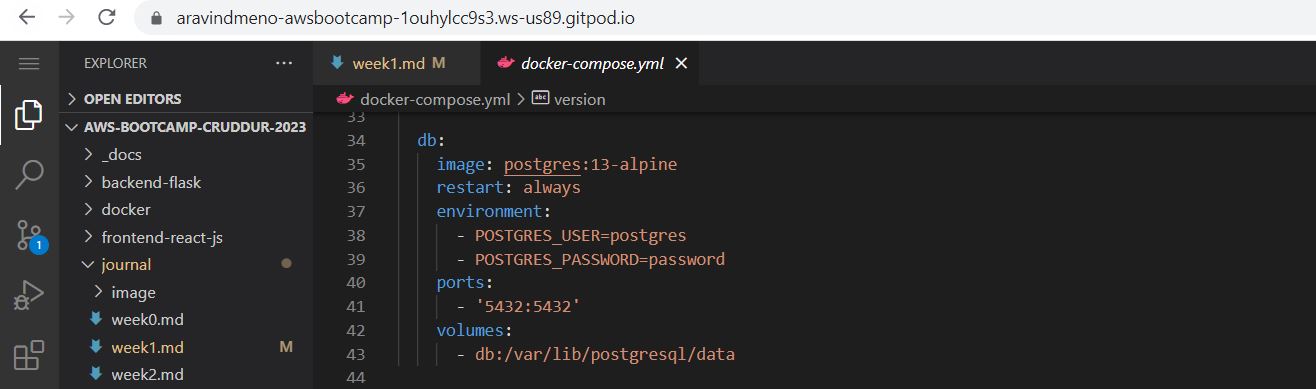 aravindmeno-awsbootcamp-1ouhylcc9s3.ws-us89.gitpod.io
EXPLORER ...
OPEN EDITORS
AWS-BOOTCAMP-CRUDDUR-2023
_docs
backend-flask
docker
frontend-react-js
journal
image
week0.md
week1.md M
week2.md
1
week1.md M docker-compose.yml
docker-compose.yml > abc version
33
34 db:
35 image: postgres:13-alpine
36 restart: always
37 environment:
38 - POSTGRES_USER=postgres
39 - POSTGRES_PASSWORD=password
40 ports:
41 - '5432:5432'
42 volumes:
43 - db:/var/lib/postgresql/data
44